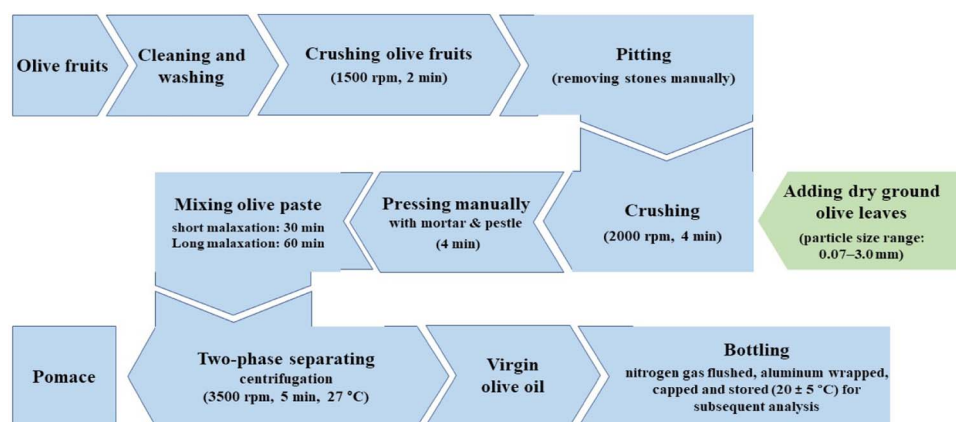 Olive fruits
Cleaning and
washing
Crushing olive fruits
(1500 rpm, 2 min)
Pitting
(removing stones manually)
Adding dry ground
olive leaves
(particle size range:
0.07–3.0 mm)
Crushing
(2000 rpm, 4 min)
Pressing manually
with mortar & pestle
(4 min)
Mixing olive paste
short malaxation: 30 min
Long malaxation: 60 min
Pomace
Two-phase separating
centrifugation
(3500 rpm, 5 min, 27 °C)
Virgin
olive oil
Bottling
nitrogen gas flushed, aluminum wrapped,
capped and stored (20 ± 5 °C) for
subsequent analysis